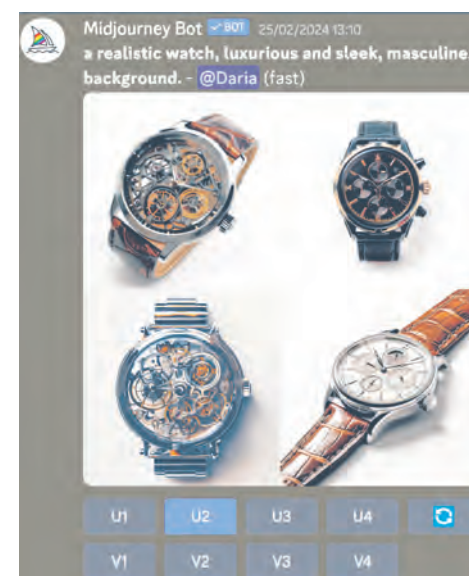 Midjourney Bot ✓ BOT 25/02/2024 13:10
a realistic watch, luxurious and sleek, masculine
background. - @Daria (fast)
U1 U2 U3 U4
V1 V2 V3 V4